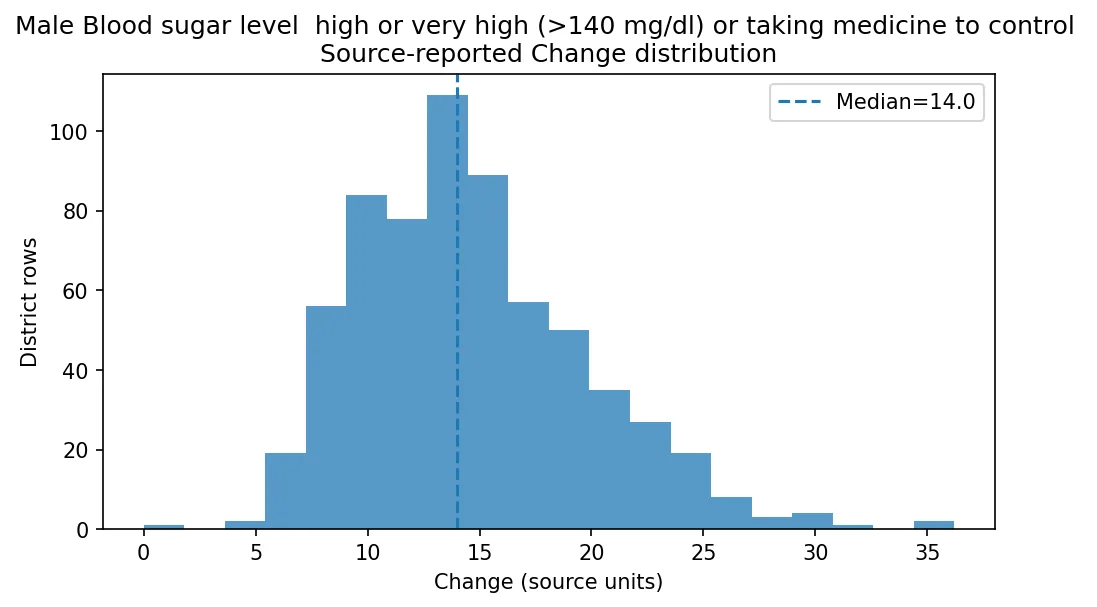 Male Blood sugar level  high or very high (>140 mg/dl) or taking medicine to control
Source-reported Change distribution
Median=14.0
100
80
60
40
20
0
District rows
0 5 10 15 20 25 30 35
Change (source units)